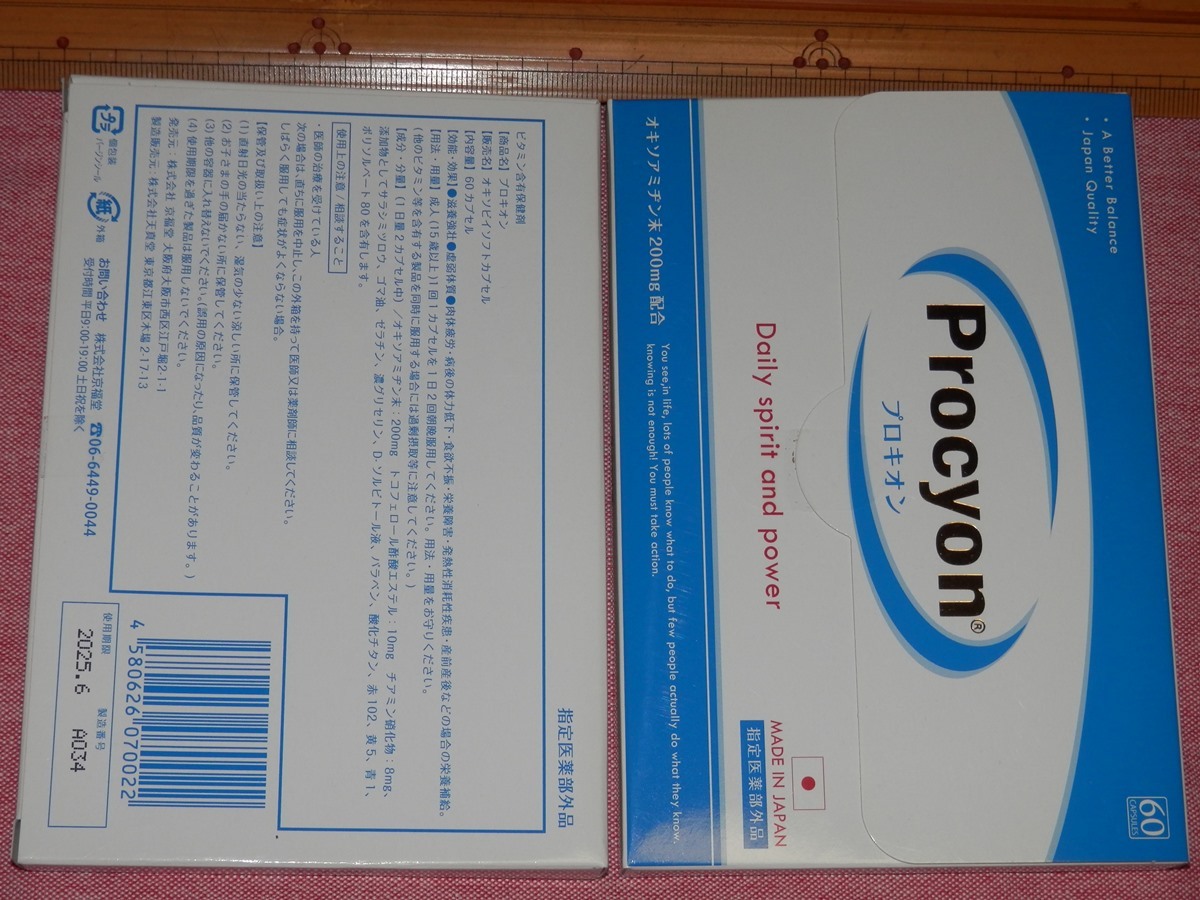 ・A Better Balance
・Japan Quality
Procyon®
プロキオン
60
CAPSULES
Daily spirit and power
MADE IN JAPAN
指定医薬部外品
オキソアミヂン末 200mg 配合
You see,in life, lots of people know what to do, but few people actually do what they know.
knowing is not enough! You must take action.
指定医薬部外品
ビタミン含有保健剤
【商品名】プロキオン
【販売名】オキソピイソフトカプセル
【内容量】60カプセル
【効能・効果】●滋養強壮●虚弱体質●肉体疲労・病後の体力低下・食欲不振・栄養障害・発熱性消耗性疾患・産前産後などの場合の栄養補給。
【用法・用量】成人(15歳以上)1回1カプセルを1日2回朝晩服用してください。用法・用量をお守りください。
(他のビタミン等を含有する製品を同時に服用する場合には過剰摂取等に注意してください。)
【成分・分量】(1日量2カプセル中)/オキソアミヂン末:200mg トコフェロール酢酸エステル:10mg チアミン硝化物:8mg、
添加物としてサラシミツロウ、ゴマ油、ゼラチン、濃グリセリン、D-ソルビトール液、パラベン、酸化チタン、赤102、黄5、青1、
ポリソルベート80を含有します。
使用上の注意/相談すること
・医師の治療を受けている人
次の場合は、直ちに服用を中止し、この外箱を持って医師又は薬剤師に相談してください。
しばらく服用しても症状がよくならない場合。
【保管及び取扱い上の注意】
(1)直射日光の当たらない、湿気の少ない涼しい所に保管してください。
(2)お子さまの手の届かない所に保管してください。
(3)他の容器に入れ替えないでください。(誤用の原因になったり、品質が変わることがあります。)
(4)使用期限を過ぎた製品は服用しないでください。
発売元:株式会社 京福堂 大阪府大阪市西区江戸堀2-1-1
製造販売元:株式会社天真堂 東京都江東区木場2-17-13
プラ
個包装
パーツシール
紙
外箱
お問い合わせ 株式会社京福堂 ☎06-6449-0044
受付時間 平日9:00-19:00 土日祝を除く
4 580626 070022
使用期限
2025.6
製造番号
A034